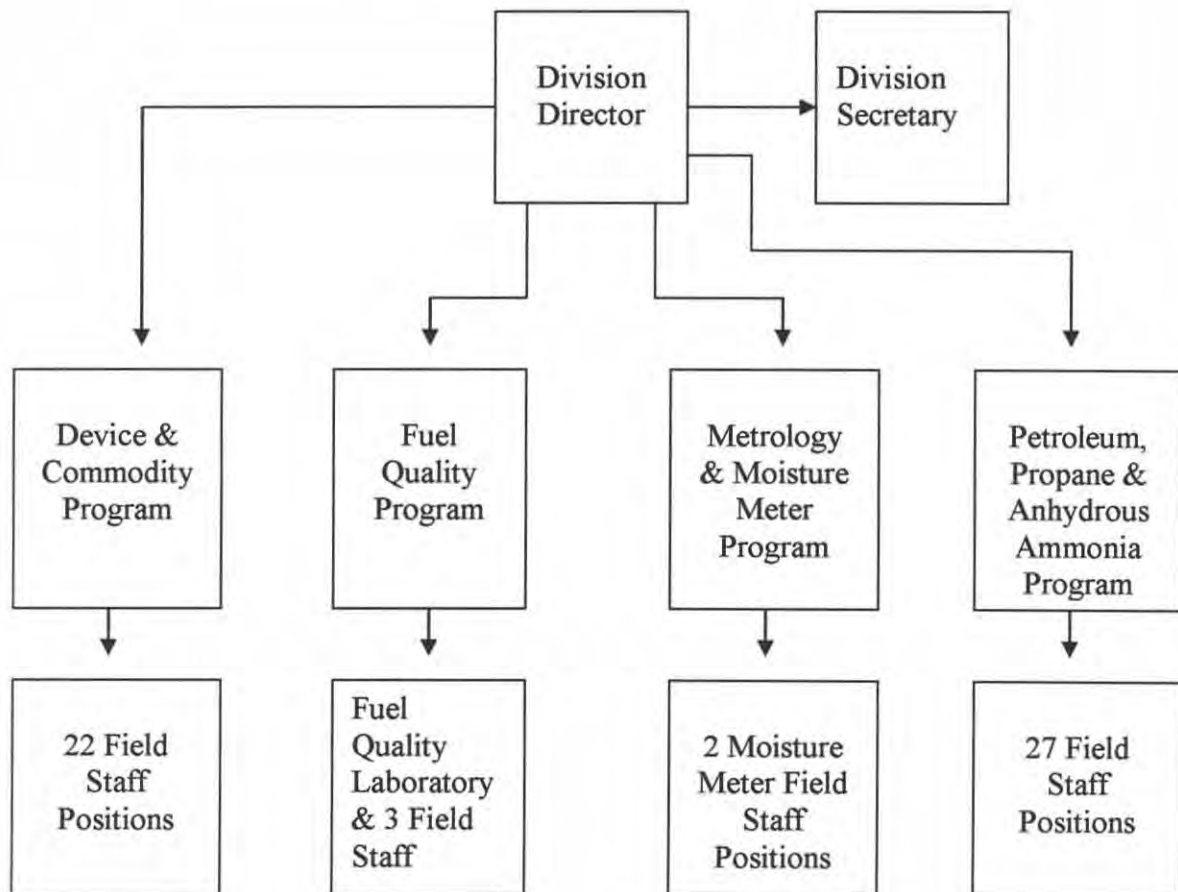 Division
Director
Division
Secretary
Device &
Commodity
Program
Fuel
Quality
Program
Metrology
& Moisture
Meter
Program
Petroleum,
Propane &
Anhydrous
Ammonia
Program
22 Field
Staff
Positions
Fuel
Quality
Laboratory
& 3 Field
Staff
2 Moisture
Meter Field
Staff
Positions
27 Field
Staff
Positions